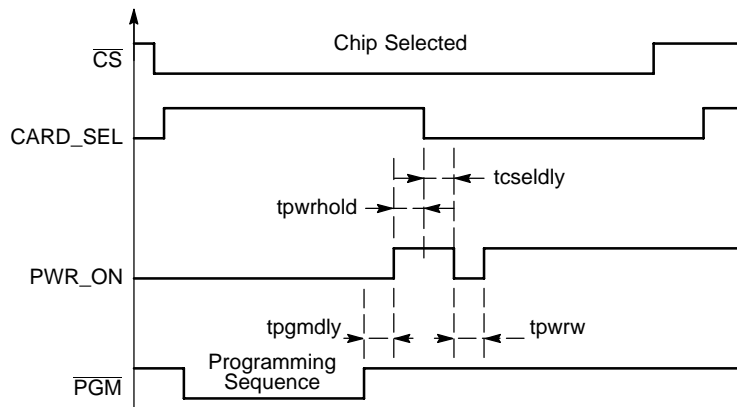 Chip Selected
CS
CARD_SEL
tcseldly
tpwrhold
PWR_ON
tpgmdly
tpwrw
Programming
Sequence
PGM